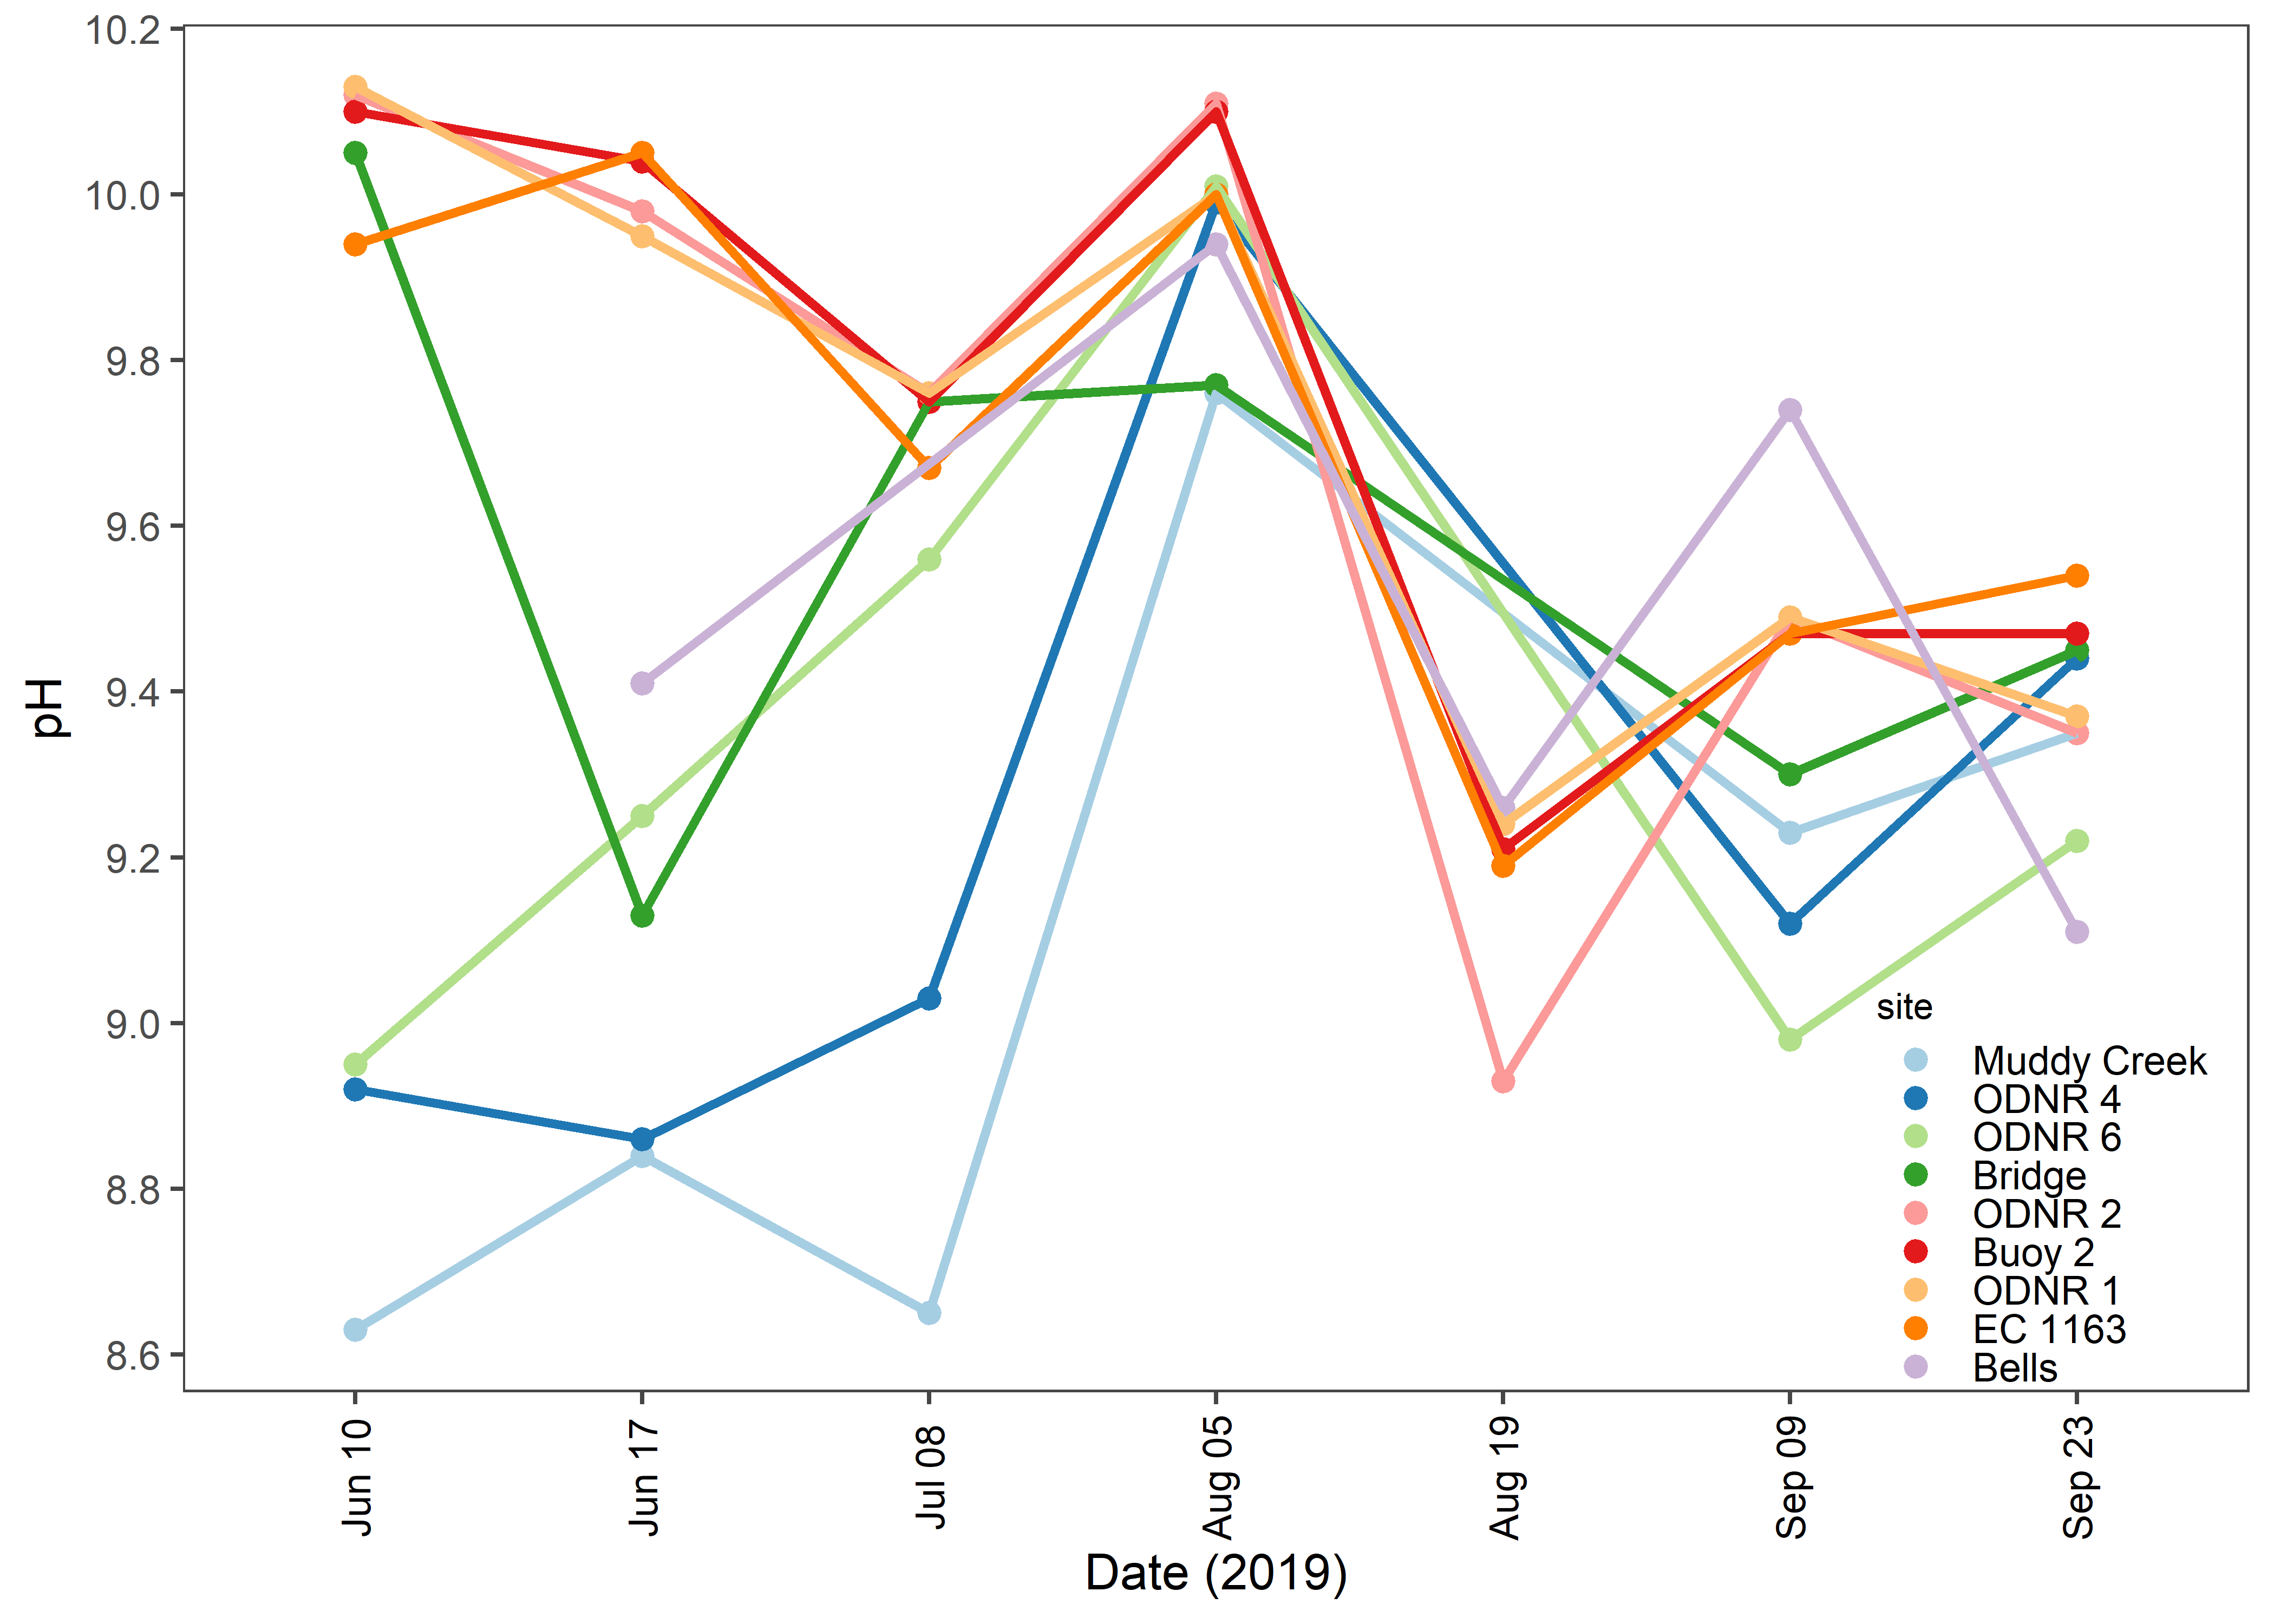 10.2
10.0
9.8
9.6
9.4
9.2
9.0
8.8
8.6
pH
site
Muddy Creek
ODNR 4
ODNR 6
Bridge
ODNR 2
Buoy 2
ODNR 1
EC 1163
Bells
Jun 10
Jun 17
Jul 08
Aug 05
Aug 19
Sep 09
Sep 23
Date (2019)